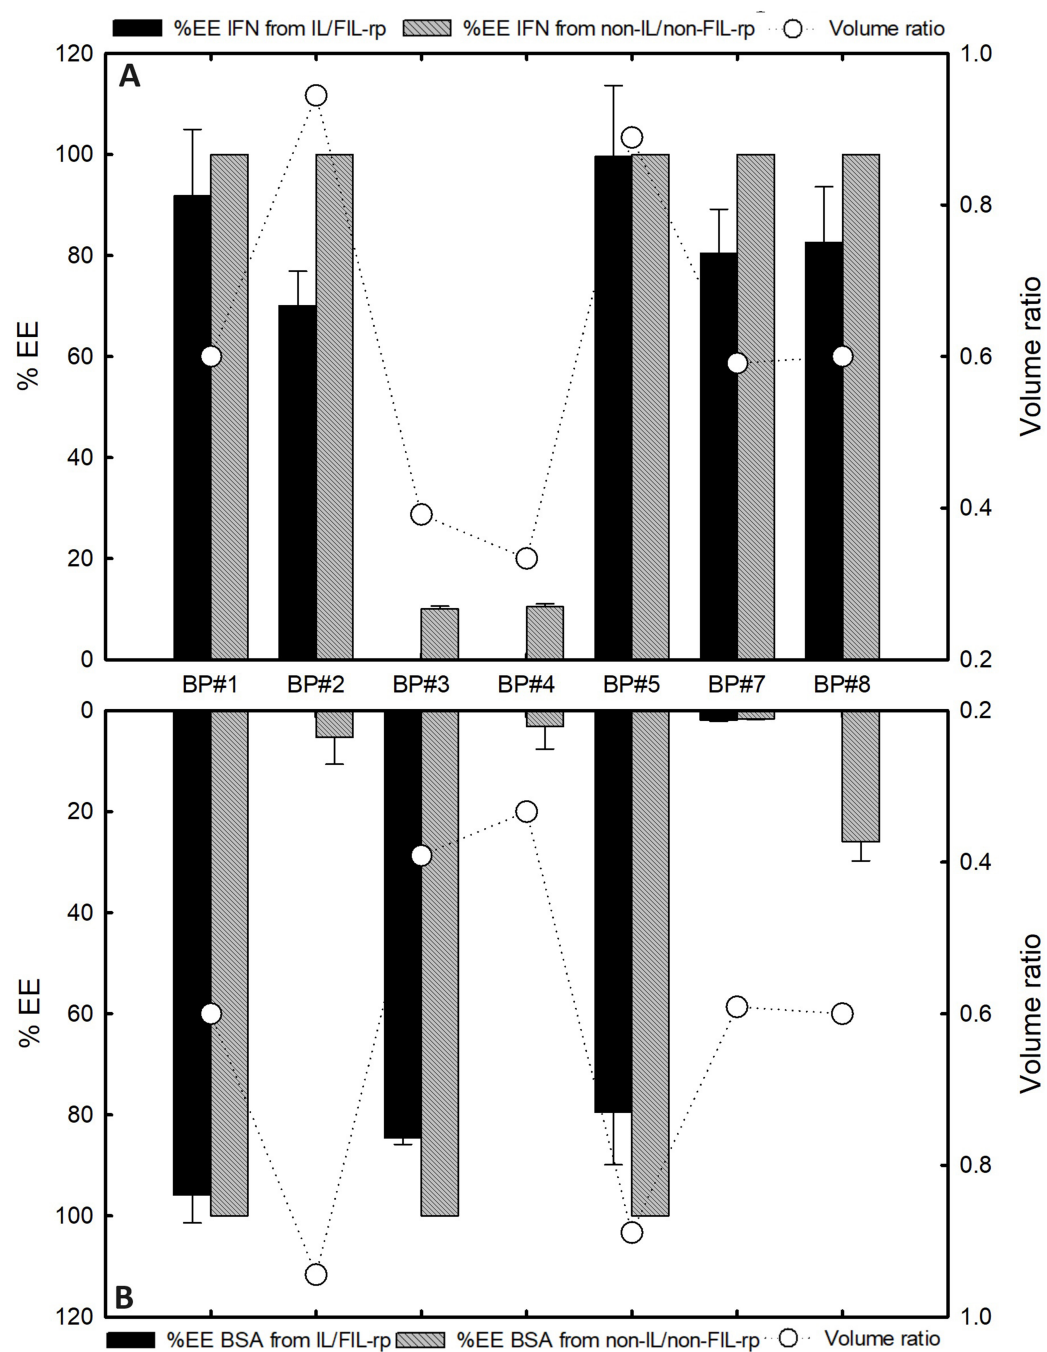 %EE IFN from IL/FIL-rp %EE IFN from non-IL/non-FIL-rp Volume ratio
A
120 1.0
100
0.8
80
% EE
60 0.6
Volume ratio
40
0.4
20
0 0.2
BP#1 BP#2 BP#3 BP#4 BP#5 BP#7 BP#8
0 0.2
20
0.4
40
% EE
60 0.6
Volume ratio
80
0.8
100
B
120 1.0
%EE BSA from IL/FIL-rp %EE BSA from non-IL/non-FIL-rp Volume ratio